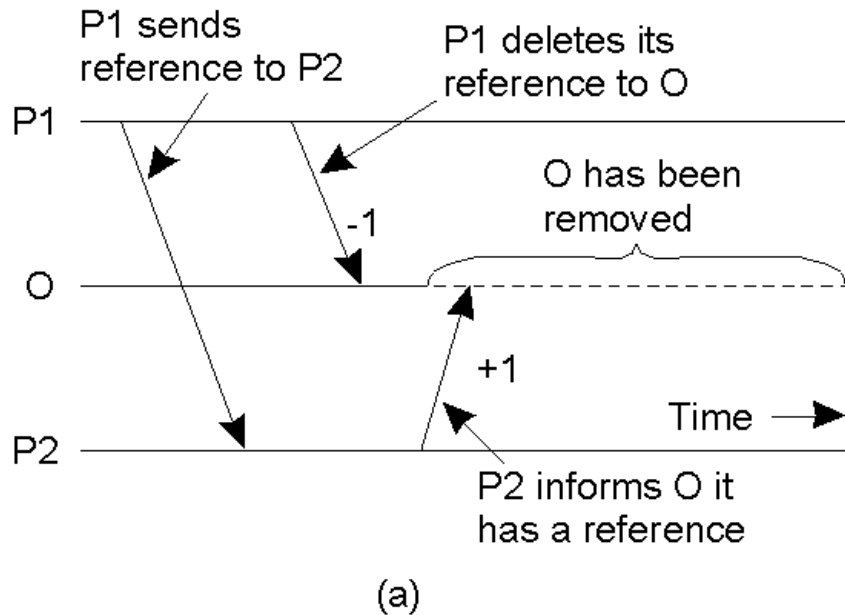 P1 sends
reference to P2
P1 deletes its
reference to O
P1
O has been
removed
-1
O
+1
Time
P2
P2 informs O it
has a reference
(a)